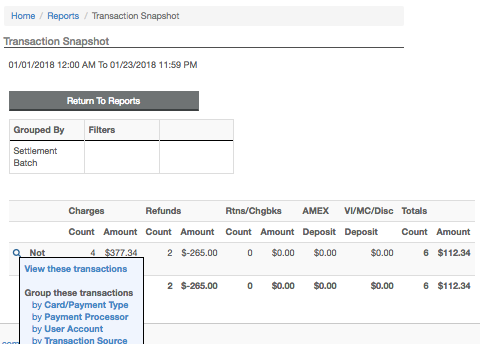 Home / Reports / Transaction Snapshot
Transaction Snapshot
01/01/2018 12:00 AM To 01/23/2018 11:59 PM
Return To Reports
Grouped By Filters
Settlement
Batch
Charges Refunds Rtns/Chgbks AMEX VI/MC/Disc Totals
Count Amount Count Amount Count Amount Deposit Deposit Count Amount
Not 4 $377.34 2 $-265.00 0 $0.00 $0.00 $0.00 6 $112.34
View these transactions
2 $-265.00 0 $0.00 $0.00 $0.00 6 $112.34
Group these transactions
by Card/Payment Type
by Payment Processor
by User Account
by Transaction Source